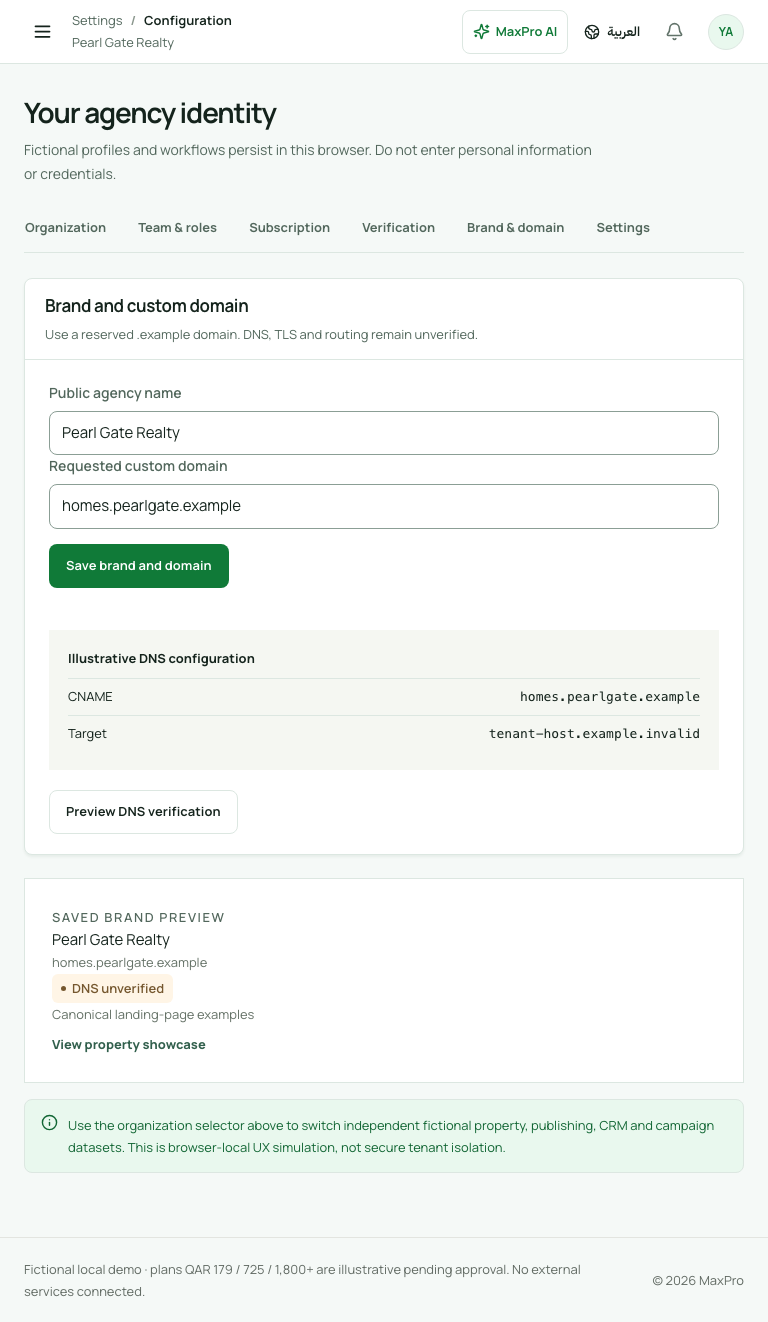 Settings / Configuration
Pearl Gate Realty
MaxPro AI
العربية
YA
Your agency identity
Fictional profiles and workflows persist in this browser. Do not enter personal information
or credentials.
Organization Team & roles Subscription Verification Brand & domain Settings
Brand and custom domain
Use a reserved .example domain. DNS, TLS and routing remain unverified.
Public agency name
Pearl Gate Realty
Requested custom domain
homes.pearlgate.example
Save brand and domain
Illustrative DNS configuration
CNAME homes.pearlgate.example
Target tenant-host.example.invalid
Preview DNS verification
SAVED BRAND PREVIEW
Pearl Gate Realty
homes.pearlgate.example
DNS unverified
Canonical landing-page examples
View property showcase
Use the organization selector above to switch independent fictional property, publishing, CRM and campaign
datasets. This is browser-local UX simulation, not secure tenant isolation.
Fictional local demo · plans QAR 179 / 725 / 1,800+ are illustrative pending approval. No external
services connected.
© 2026 MaxPro